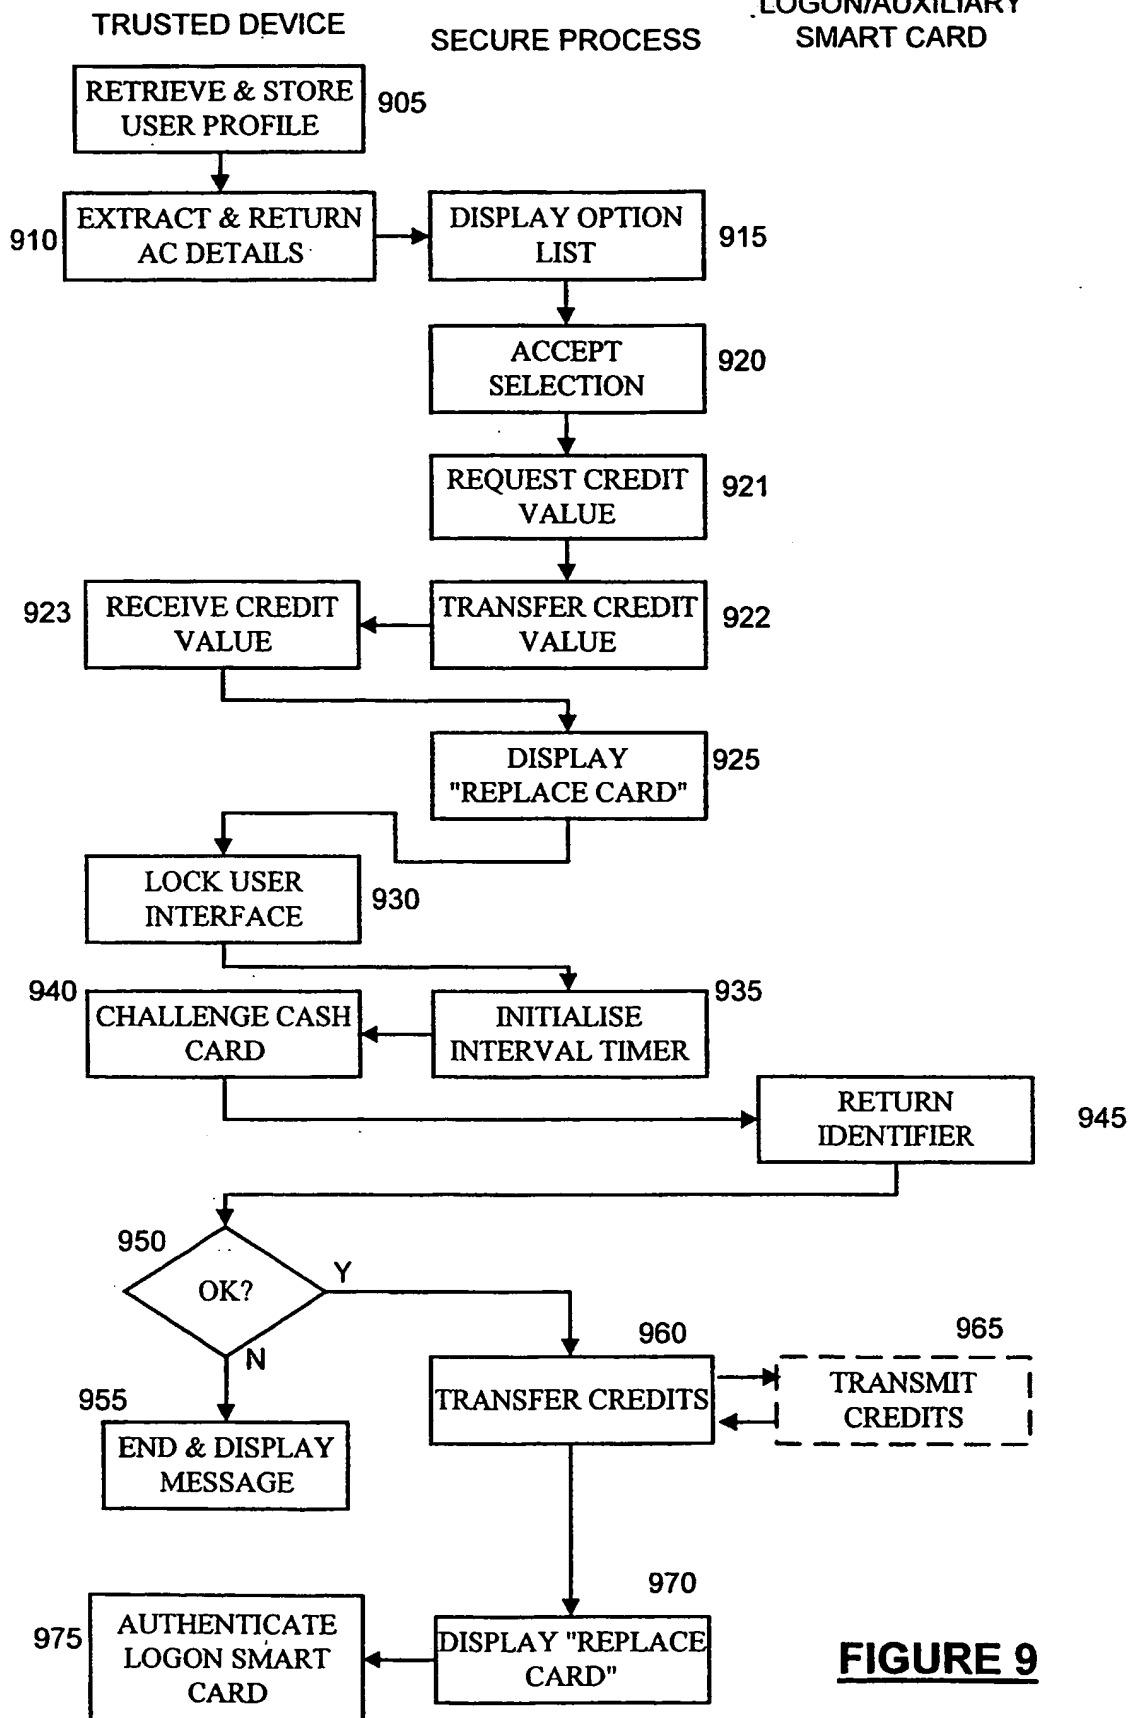 TRUSTED DEVICE
SECURE PROCESS
LOGON/AUXILIARY
SMART CARD
RETRIEVE & STORE
USER PROFILE
905
910
EXTRACT & RETURN
AC DETAILS
DISPLAY OPTION
LIST
915
ACCEPT
SELECTION
920
REQUEST CREDIT
VALUE
921
923
RECEIVE CREDIT
VALUE
TRANSFER CREDIT
VALUE
922
DISPLAY
"REPLACE CARD"
925
LOCK USER
INTERFACE
930
940
CHALLENGE CASH
CARD
INITIALISE
INTERVAL TIMER
935
RETURN
IDENTIFIER
945
950
OK?
Y
N
955
END & DISPLAY
MESSAGE
960
TRANSFER CREDITS
965
TRANSMIT
CREDITS
970
DISPLAY "REPLACE
CARD"
975
AUTHENTICATE
LOGON SMART
CARD
FIGURE 9